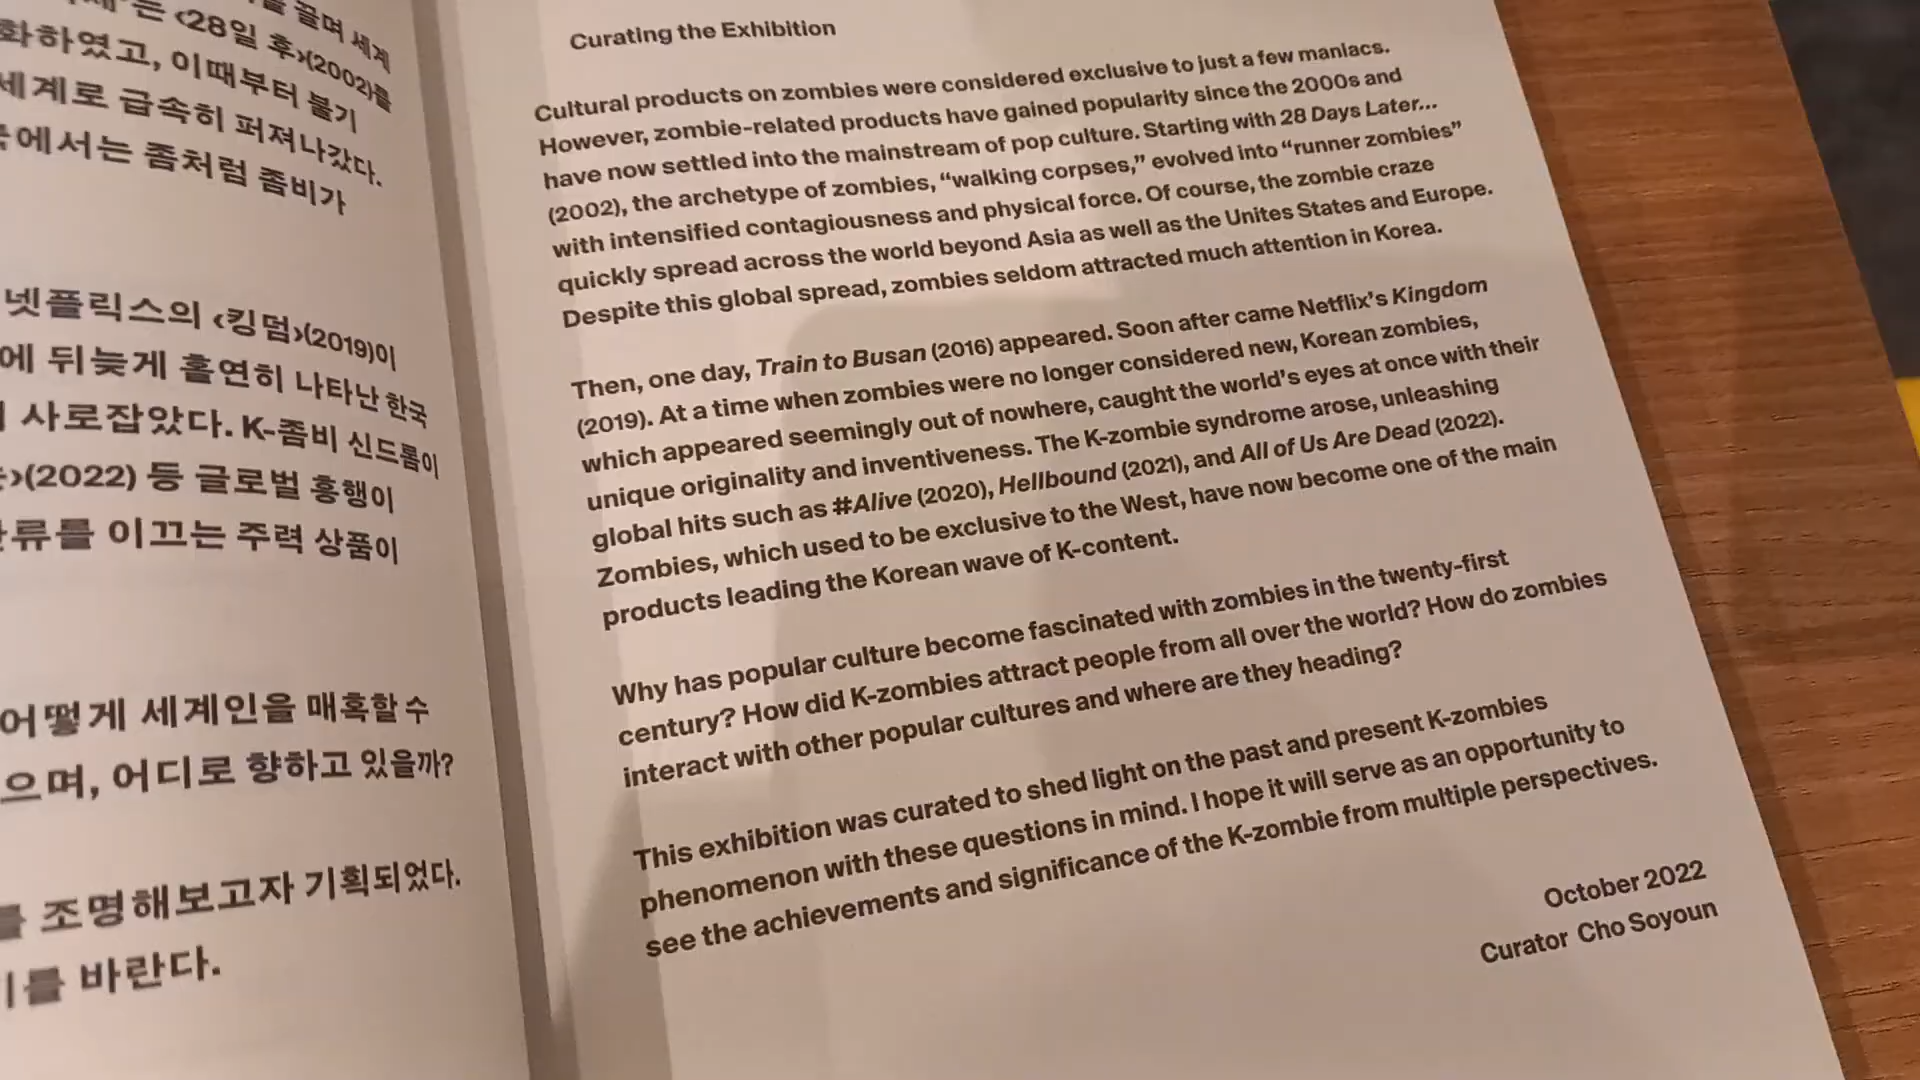 끌며 세계
는 ‹28일 후›(2002)를
화하였고, 이때부터 불기
세계로 급속히 퍼져나갔다.
에서는 좀처럼 좀비가
넷플릭스의 ‹킹덤›(2019)이
에 뒤늦게 홀연히 나타난 한국
사로잡았다. K-좀비 신드롬이
›(2022) 등 글로벌 흥행이
류를 이끄는 주력 상품이
어떻게 세계인을 매혹할 수
으며, 어디로 향하고 있을까?
를 조명해보고자 기획되었다.
를 바란다.
Curating the Exhibition
Cultural products on zombies were considered exclusive to just a few maniacs.
However, zombie-related products have gained popularity since the 2000s and
have now settled into the mainstream of pop culture. Starting with 28 Days Later...
(2002), the archetype of zombies, “walking corpses,” evolved into “runner zombies”
with intensified contagiousness and physical force. Of course, the zombie craze
quickly spread across the world beyond Asia as well as the Unites States and Europe.
Despite this global spread, zombies seldom attracted much attention in Korea.
Then, one day, Train to Busan (2016) appeared. Soon after came Netflix’s Kingdom
(2019). At a time when zombies were no longer considered new, Korean zombies,
which appeared seemingly out of nowhere, caught the world’s eyes at once with their
unique originality and inventiveness. The K-zombie syndrome arose, unleashing
global hits such as #Alive (2020), Hellbound (2021), and All of Us Are Dead (2022).
Zombies, which used to be exclusive to the West, have now become one of the main
products leading the Korean wave of K-content.
Why has popular culture become fascinated with zombies in the twenty-first
century? How did K-zombies attract people from all over the world? How do zombies
interact with other popular cultures and where are they heading?
This exhibition was curated to shed light on the past and present K-zombies
phenomenon with these questions in mind. I hope it will serve as an opportunity to
see the achievements and significance of the K-zombie from multiple perspectives.
October 2022
Curator Cho Soyoun